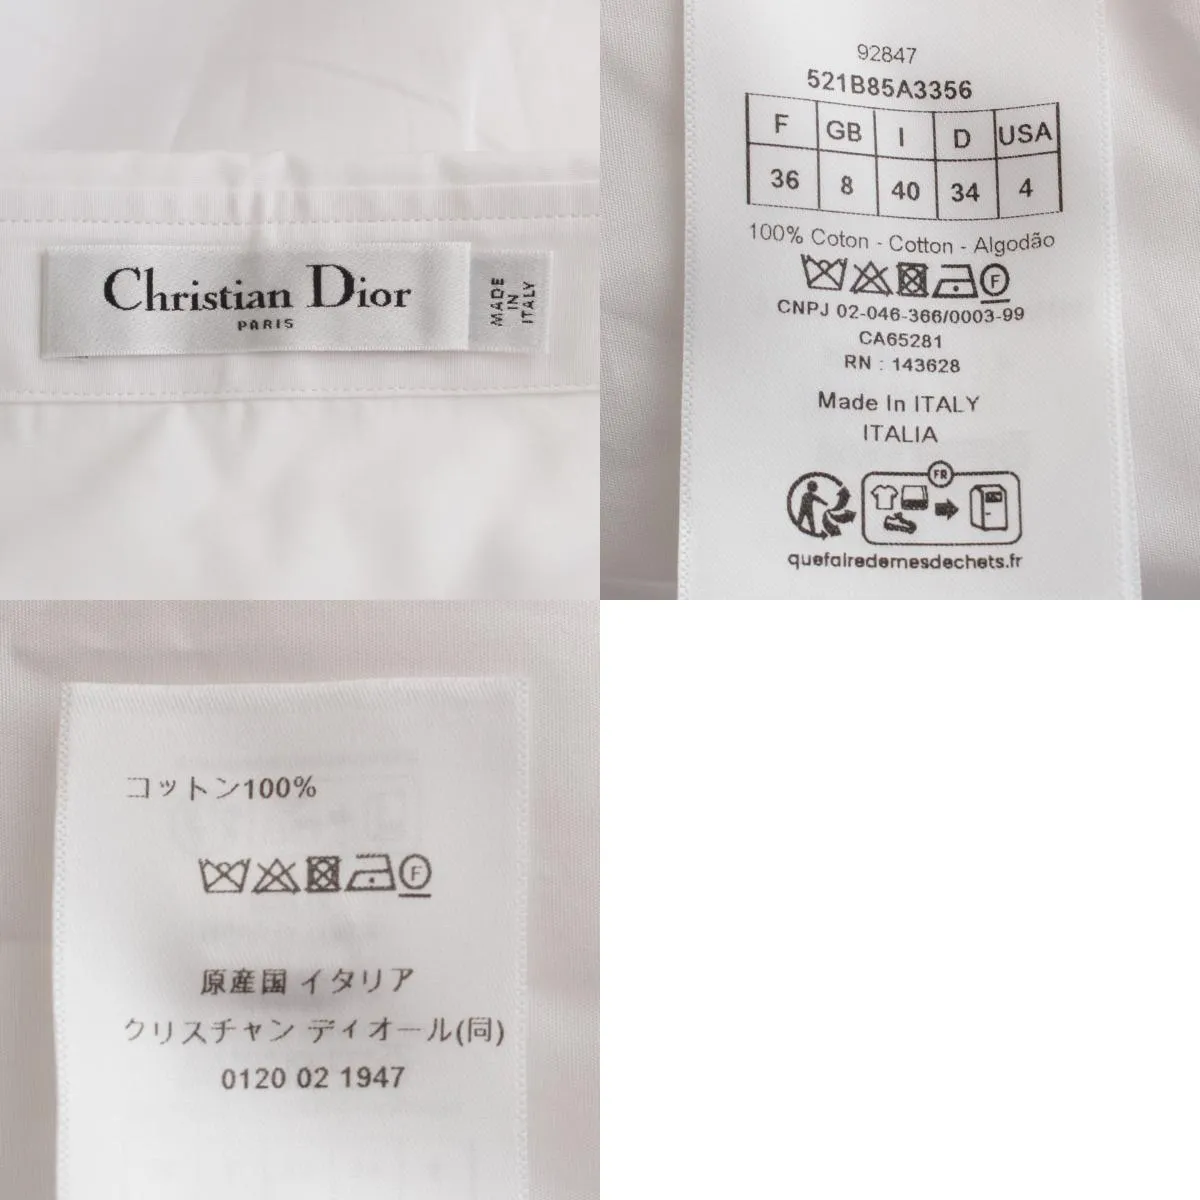 Christian Dior
PARIS
MADE
IN
ITALY
92847
521B85A3356
F GB I D USA
36 8 40 34 4
100% Coton - Cotton - Algodão
F
CNPJ 02-046-366/0003-99
CA65281
RN : 143628
Made In ITALY
ITALIA
FR
quefairedemesdechets.fr
コットン100%
F
原産国 イタリア
クリスチャン ディオール(同)
0120 02 1947